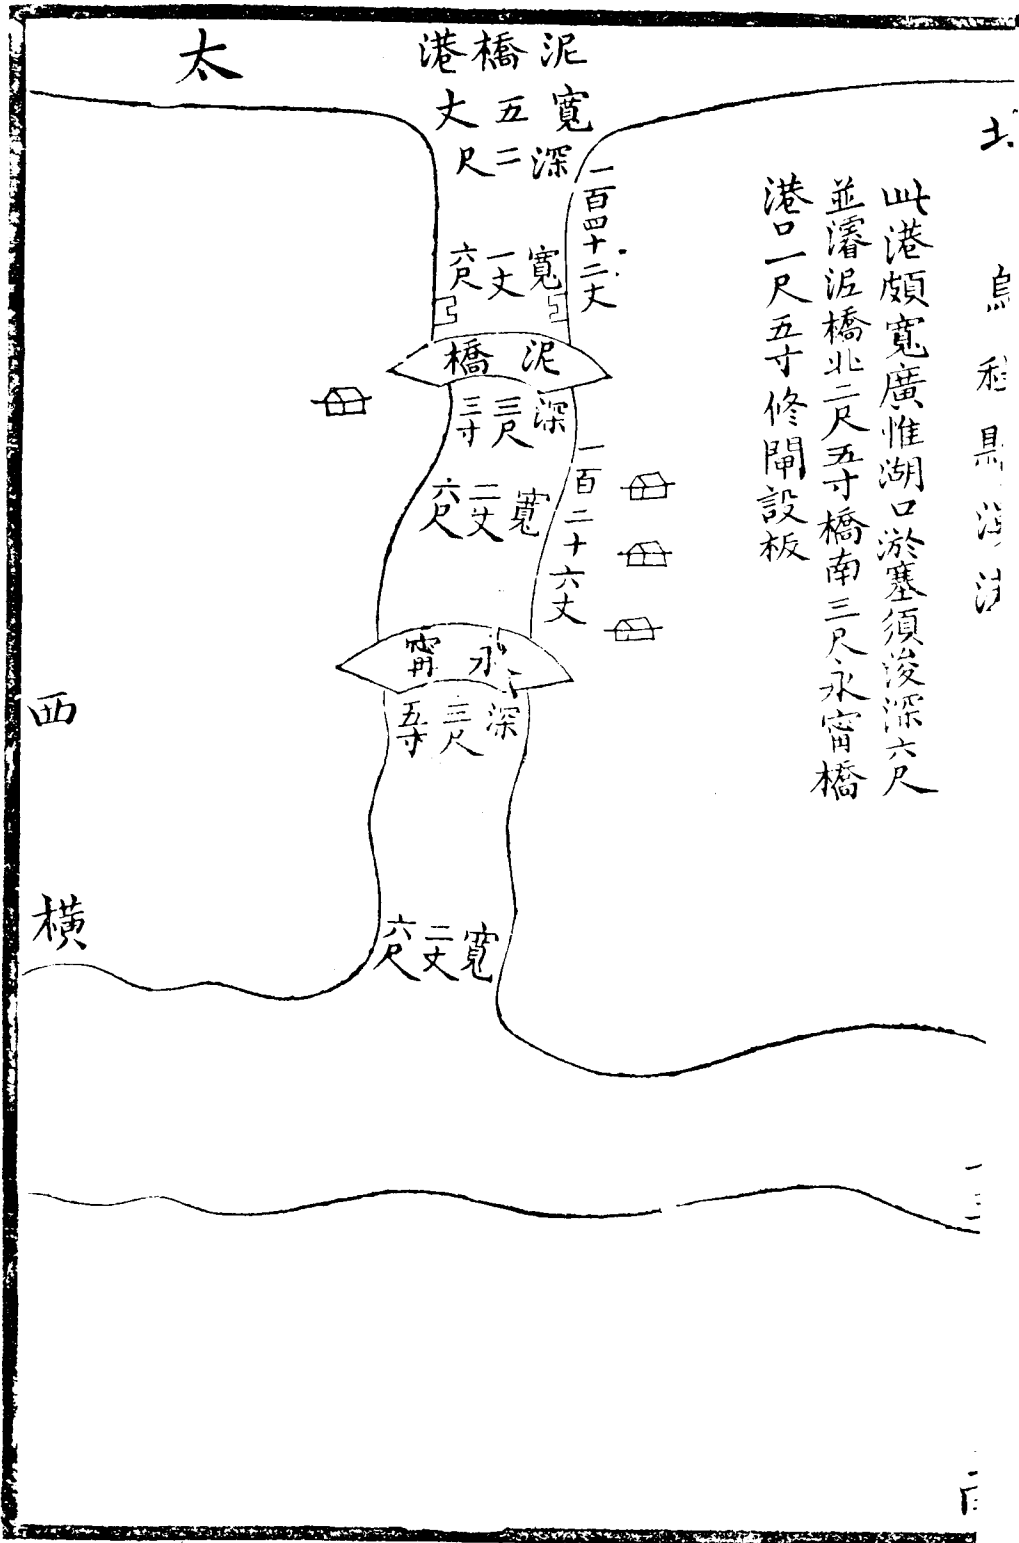 此港頗寬廣惟湖口淤塞須浚深六尺
並濬泥橋北二尺五寸橋南三尺永甯橋
港口一尺五寸修閘設板
泥橋港
寬五丈
深二尺
一百四十二丈
寬一丈六尺
泥橋
深三尺三寸
一百二十六丈
寬二丈六尺
永甯
深三尺五寸
寬二丈六尺
太
西
橫